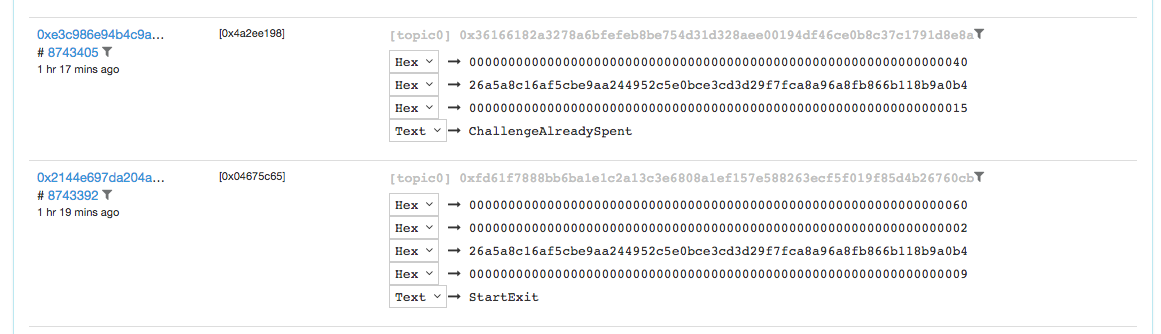 0xe3c986e94b4c9a... [0x4a2ee198] [topic0] 0x36166182a3278a6bfefeb8be754d31d328aee00194df46ce0b8c37c1791d8e8a
# 8743405
1 hr 17 mins ago
Hex → 0000000000000000000000000000000000000000000000000000000000000040
Hex → 26a5a8c16af5cbe9aa244952c5e0bce3cd3d29f7fca8a96a8fb866b118b9a0b4
Hex → 0000000000000000000000000000000000000000000000000000000000000015
Text → ChallengeAlreadySpent
0x2144e697da204a... [0x04675c65] [topic0] 0xfd61f7888bb6ba1e1c2a13c3e6808a1ef157e588263ecf5f019f85d4b26760cb
# 8743392
1 hr 19 mins ago
Hex → 0000000000000000000000000000000000000000000000000000000000000060
Hex → 0000000000000000000000000000000000000000000000000000000000000002
Hex → 26a5a8c16af5cbe9aa244952c5e0bce3cd3d29f7fca8a96a8fb866b118b9a0b4
Hex → 0000000000000000000000000000000000000000000000000000000000000009
Text → StartExit